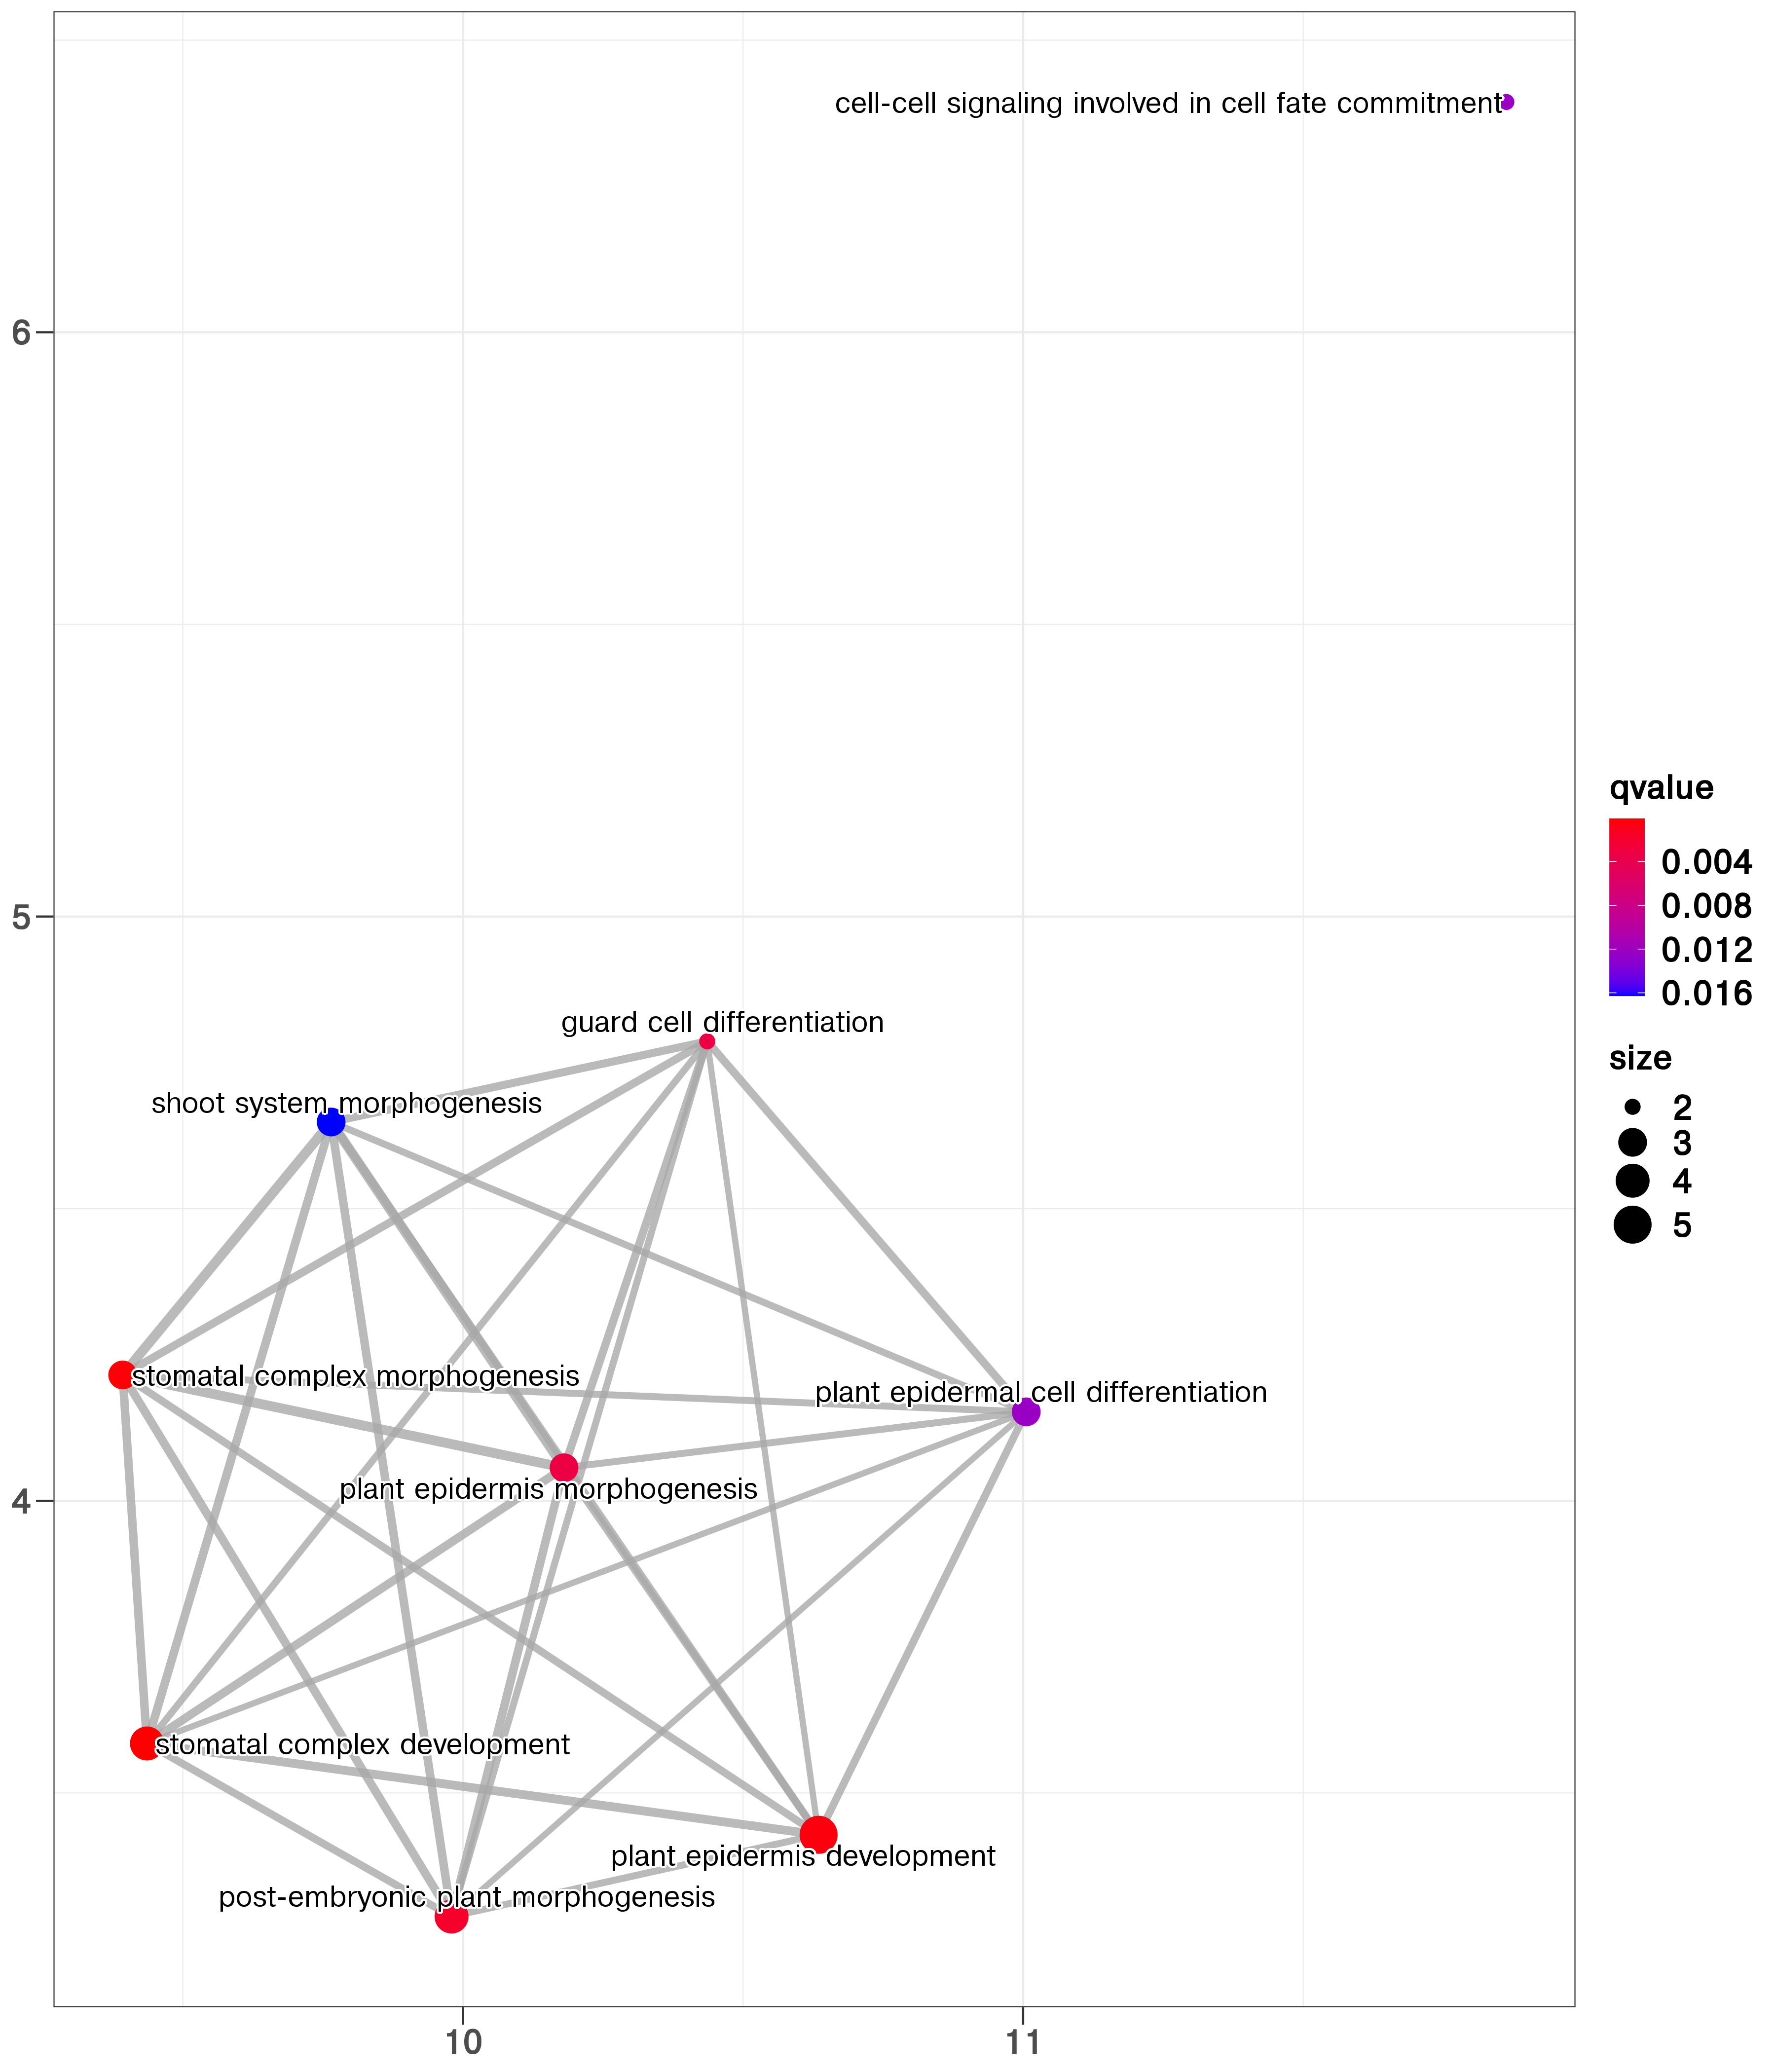 cell-cell signaling involved in cell fate commitment
6
5
guard cell differentiation
shoot system morphogenesis
stomatal complex morphogenesis
plant epidermal cell differentiation
plant epidermis morphogenesis
4
stomatal complex development
plant epidermis development
post-embryonic plant morphogenesis
10
11
qvalue
0.004
0.008
0.012
0.016
size
2
3
4
5